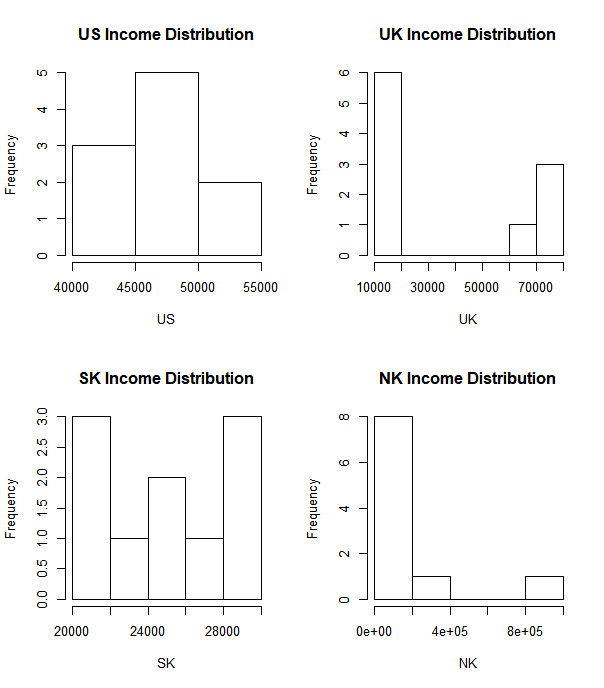 US Income Distribution
Frequency
0 1 2 3 4 5
40000 45000 50000 55000
US
UK Income Distribution
Frequency
0 1 2 3 4 5 6
10000 30000 50000 70000
UK
SK Income Distribution
Frequency
0.0 0.5 1.0 1.5 2.0 2.5 3.0
20000 24000 28000
SK
NK Income Distribution
Frequency
0 2 4 6 8
0e+00 4e+05 8e+05
NK